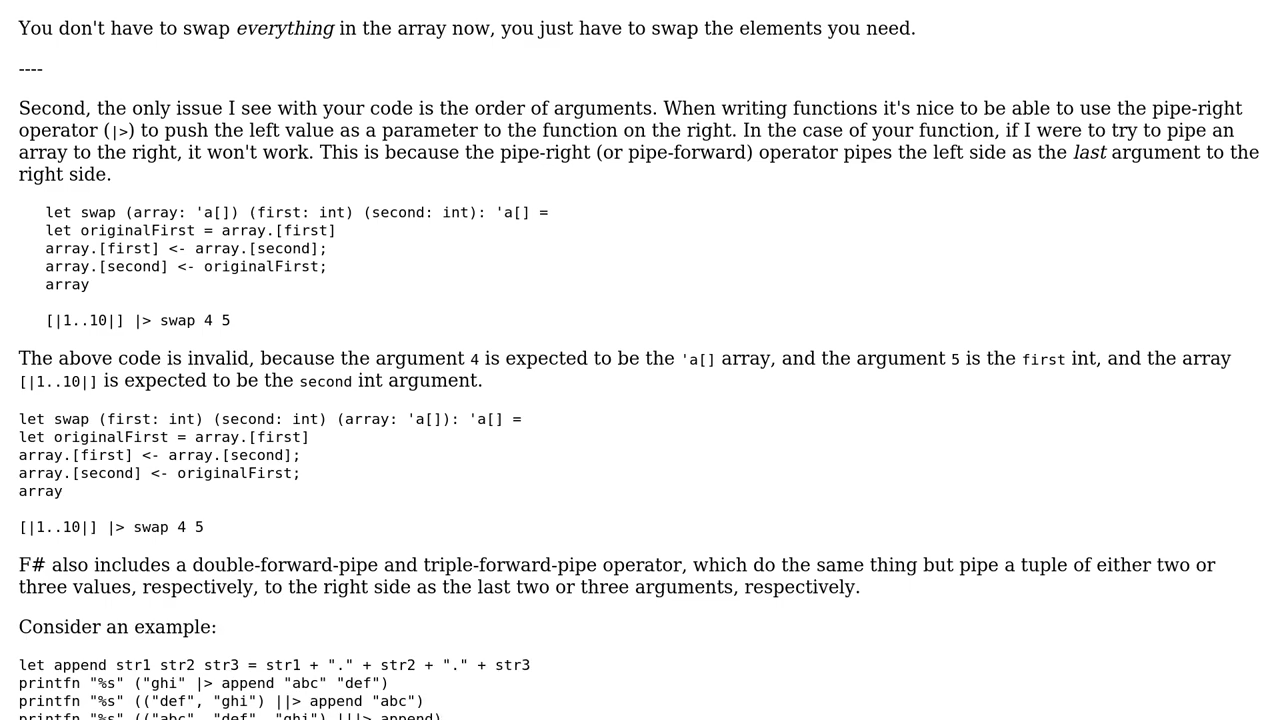 You don't have to swap everything in the array now, you just have to swap the elements you need.
----
Second, the only issue I see with your code is the order of arguments. When writing functions it's nice to be able to use the pipe-right
operator (|>) to push the left value as a parameter to the function on the right. In the case of your function, if I were to try to pipe an
array to the right, it won't work. This is because the pipe-right (or pipe-forward) operator pipes the left side as the last argument to the
right side.
let swap (array: 'a[]) (first: int) (second: int): 'a[] =
let originalFirst = array.[first]
array.[first] <- array.[second];
array.[second] <- originalFirst;
array
[|1..10|] |> swap 4 5
The above code is invalid, because the argument 4 is expected to be the 'a[] array, and the argument 5 is the first int, and the array
[|1..10|] is expected to be the second int argument.
let swap (first: int) (second: int) (array: 'a[]): 'a[] =
let originalFirst = array.[first]
array.[first] <- array.[second];
array.[second] <- originalFirst;
array
[|1..10|] |> swap 4 5
F# also includes a double-forward-pipe and triple-forward-pipe operator, which do the same thing but pipe a tuple of either two or
three values, respectively, to the right side as the last two or three arguments, respectively.
Consider an example:
let append str1 str2 str3 = str1 + "." + str2 + "." + str3
printfn "%s" ("ghi" |> append "abc" "def")
printfn "%s" (("def", "ghi") ||> append "abc")
printfn "%s" (("abc", "def", "ghi") |||> append)